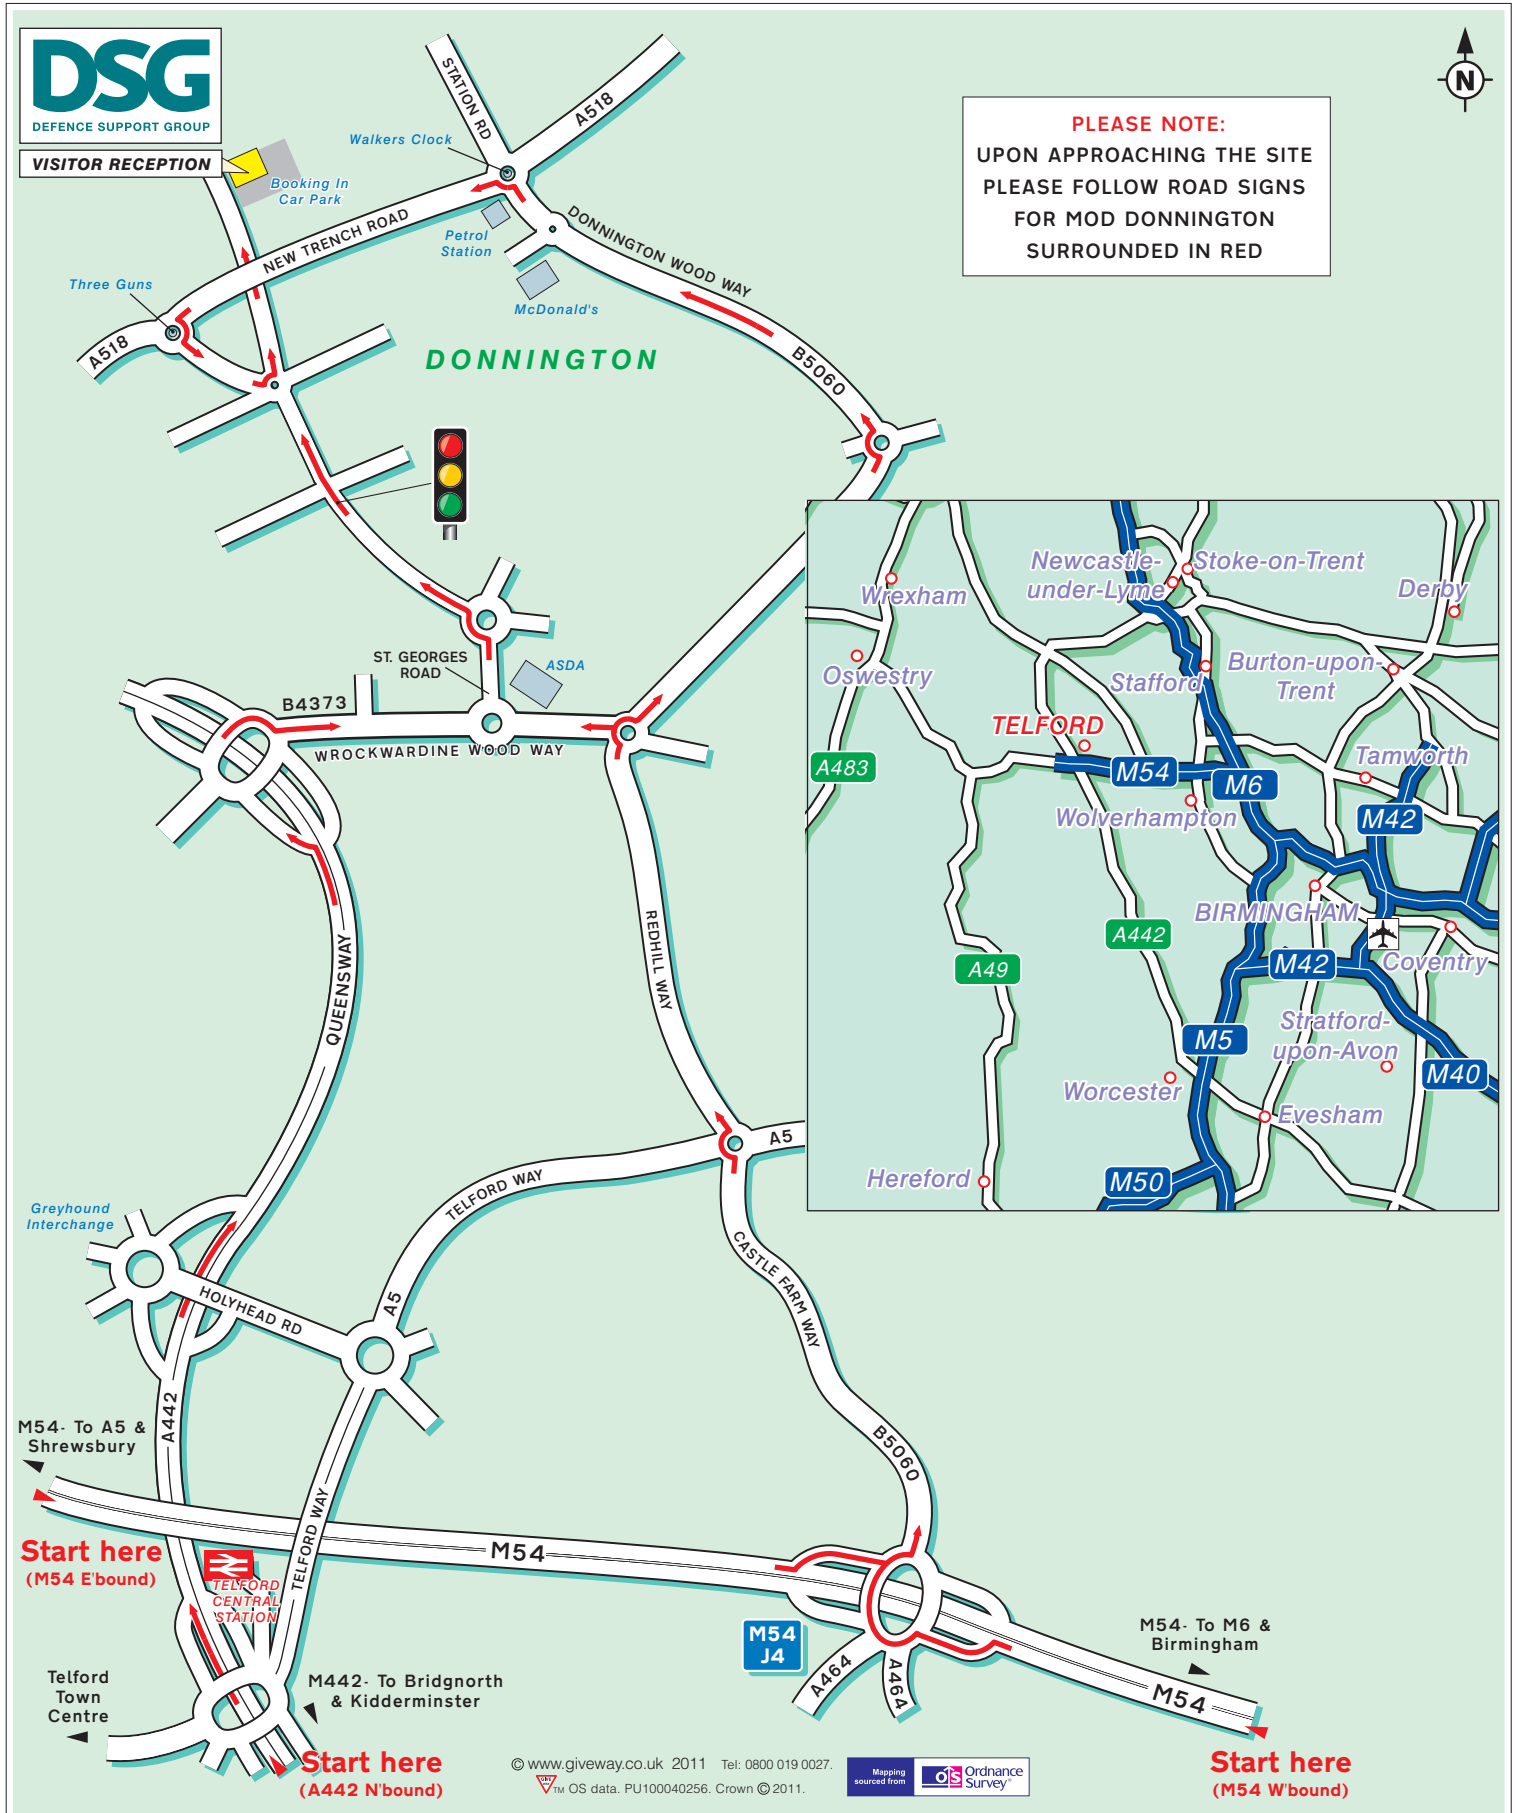 DSG
DEFENCE SUPPORT GROUP
VISITOR RECEPTION
Booking In
Car Park
STATION RD
A518
Walkers Clock
N
PLEASE NOTE:
UPON APPROACHING THE SITE
PLEASE FOLLOW ROAD SIGNS
FOR MOD DONNINGTON
SURROUNDED IN RED
NEW TRENCH ROAD
Petrol
Station
DONNINGTON WOOD WAY
McDonald's
Three Guns
A518
DONNINGTON
B5060
ST. GEORGES
ROAD
ASDA
B4373
WROCKWARDINE WOOD WAY
Newcastle-
under-Lyme
Stoke-on-Trent
Derby
Wrexham
Oswestry
Stafford
Burton-upon-
Trent
TELFORD
A483
M54
M6
Tamworth
Wolverhampton
M42
BIRMINGHAM
A442
A49
M42
Coventry
M5
Stratford-
upon-Avon
M40
Worcester
Evesham
Hereford
M50
QUEENSWAY
REDHILL WAY
A5
TELFORD WAY
Greyhound
Interchange
HOLYHEAD RD
A5
CASTLE FARM WAY
A442
B5060
M54- To A5 &
Shrewsbury
Start here
(M54 E'bound)
TELFORD WAY
M54
TELFORD
CENTRAL
STATION
M54
J4
A464
A464
M54- To M6 &
Birmingham
M54
Telford
Town
Centre
M442- To Bridgnorth
& Kidderminster
Start here
(A442 N'bound)
Start here
(M54 W'bound)
© www.giveway.co.uk 2011 Tel: 0800 019 0027.
TM OS data. PU100040256. Crown © 2011.
Mapping
sourced from
OS Ordnance
Survey®